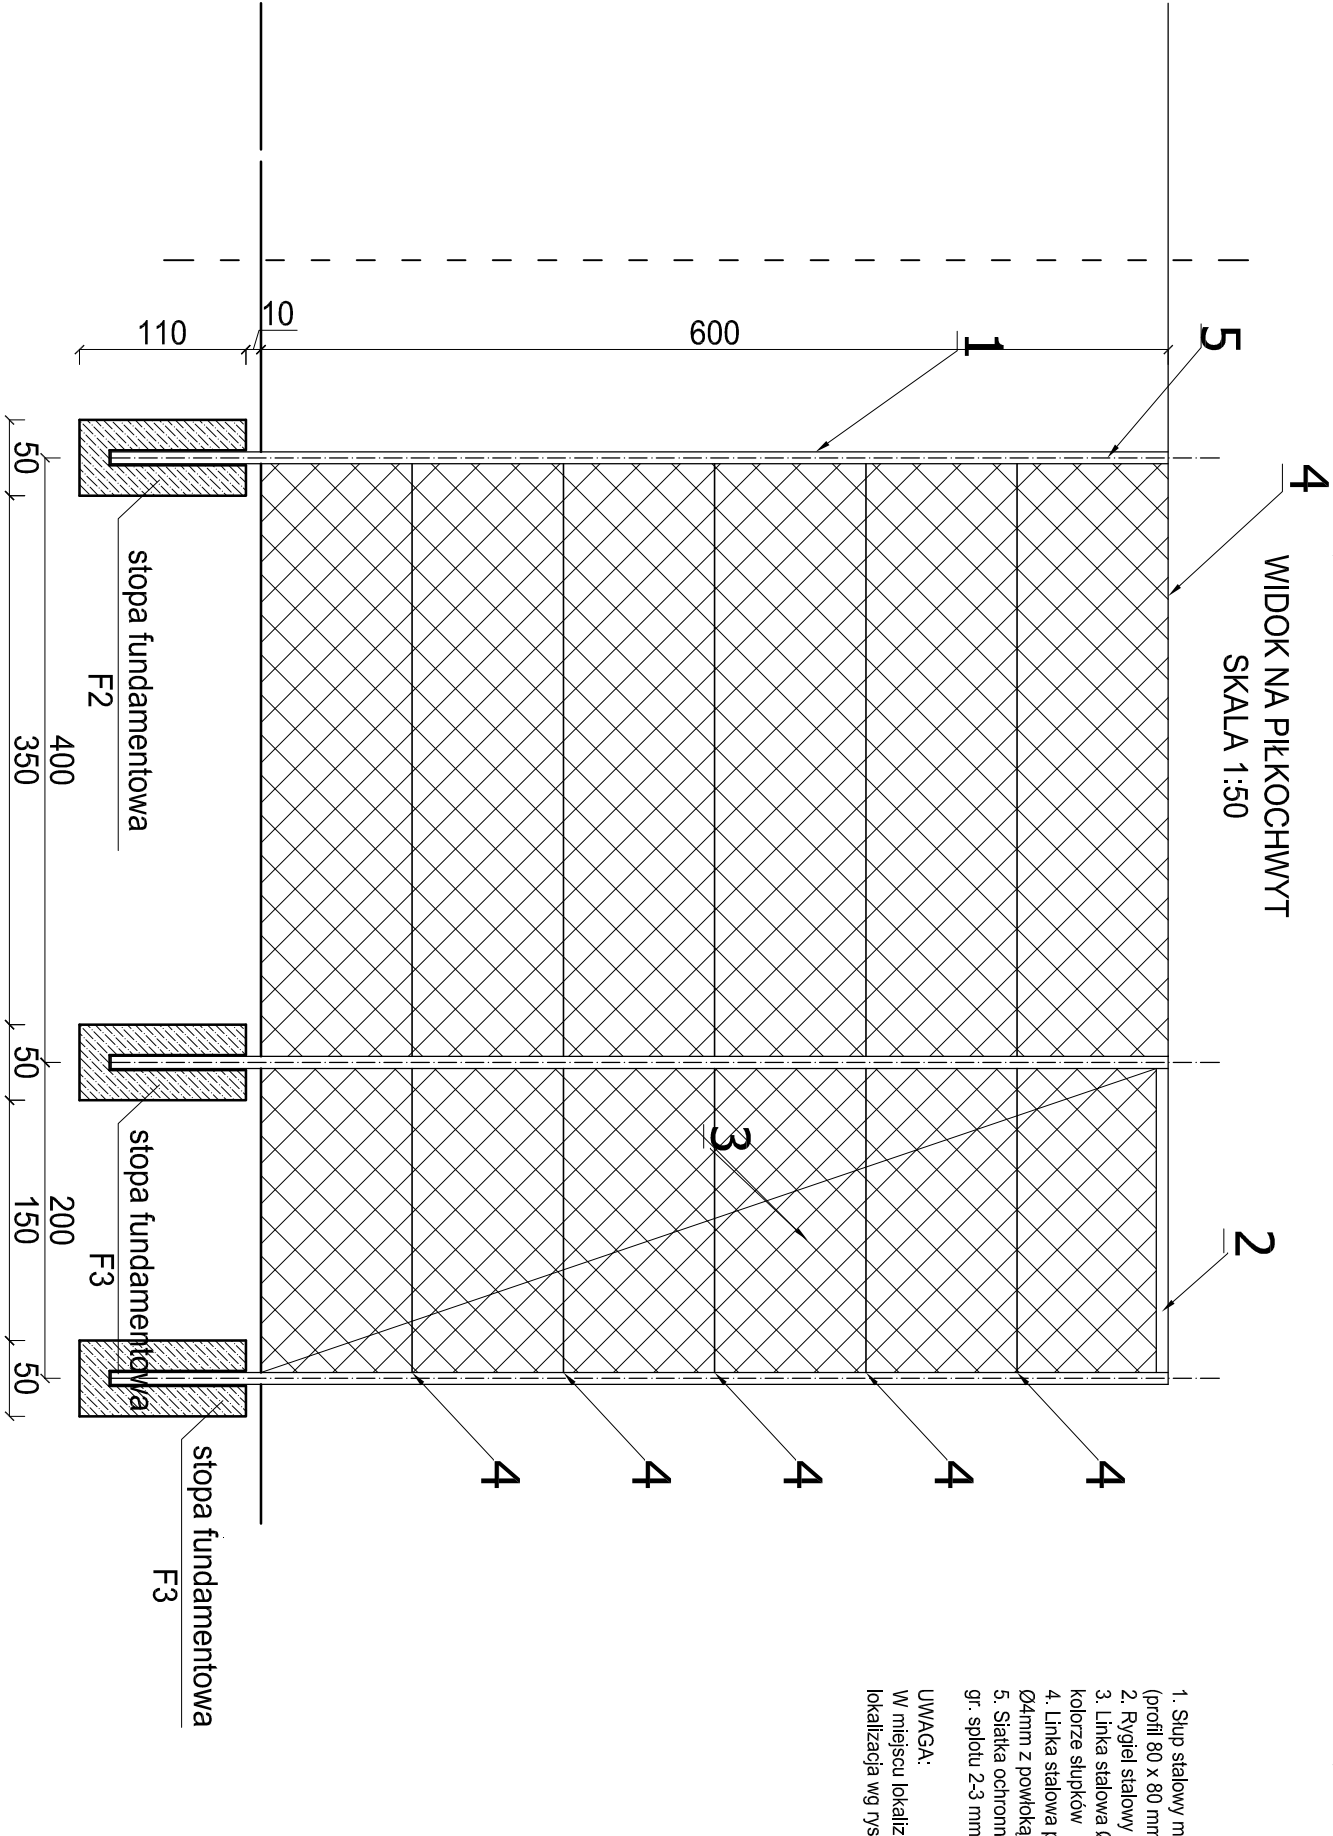 WIDOK NA PIŁKOCHWYT
SKALA 1:50
4
5
1
2
3
4
4
4
4
4
600
10
110
stopa fundamentowa
F2
stopa fundamentowa
F3
stopa fundamentowa
F3
400
200
50
350
50
150
50
1. Słup stalowy m
(profil 80 x 80 mm
2. Rygiel stalowy
3. Linka stalowa
kolorze słupków
4. Linka stalowa p
Ø4mm z powłoką
5. Siatka ochronn
gr. splotu 2-3 mm
UWAGA:
W miejscu lokaliz
lokalizacja wg rys